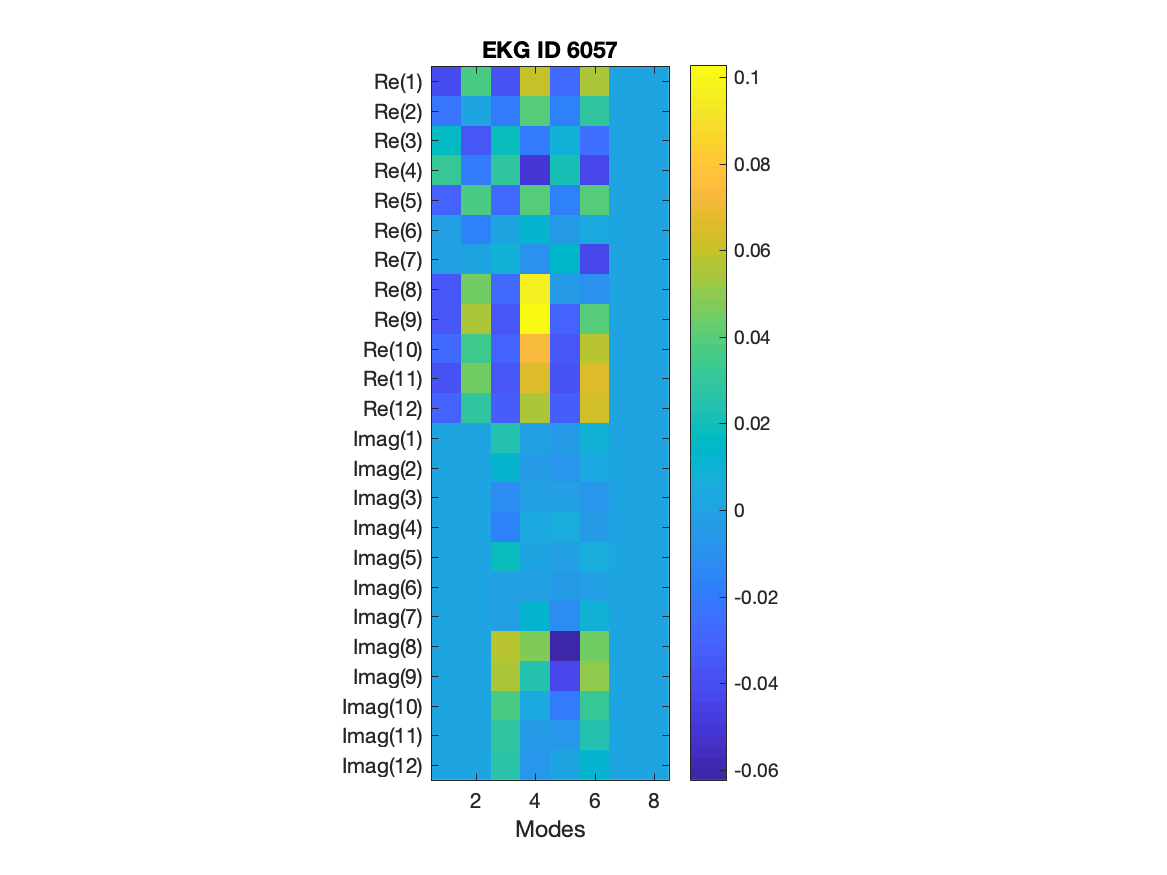 EKG ID 6057
Re(1)
Re(2)
Re(3)
Re(4)
Re(5)
Re(6)
Re(7)
Re(8)
Re(9)
Re(10)
Re(11)
Re(12)
Imag(1)
Imag(2)
Imag(3)
Imag(4)
Imag(5)
Imag(6)
Imag(7)
Imag(8)
Imag(9)
Imag(10)
Imag(11)
Imag(12)
2 4 6 8
Modes
0.1
0.08
0.06
0.04
0.02
0
-0.02
-0.04
-0.06